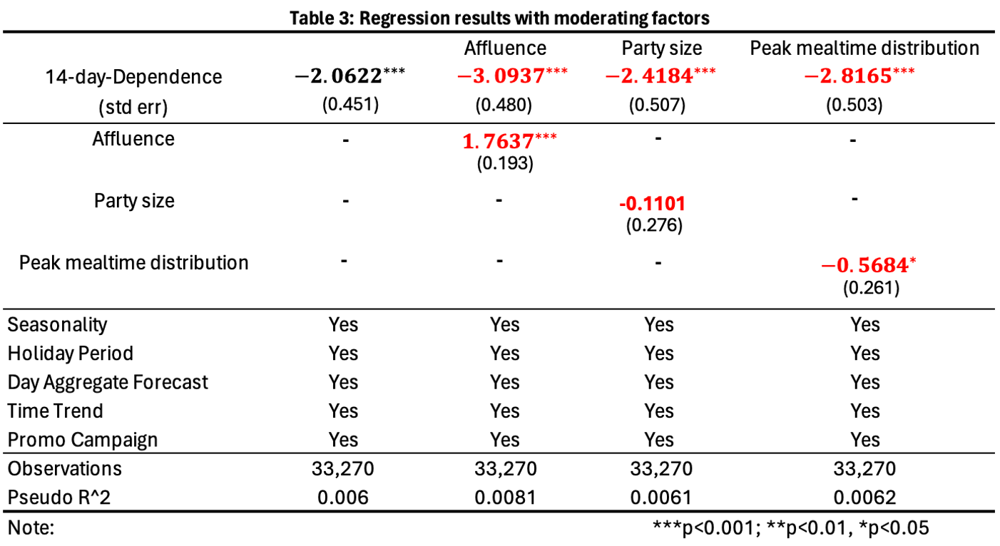 Table 3: Regression results with moderating factors
Affluence Party size Peak mealtime distribution
14-day-Dependence −2.0622*** −3.0937*** −2.4184*** −2.8165***
(std err) (0.451) (0.480) (0.507) (0.503)
Affluence - 1.7637*** - -
(0.193)
Party size - - -0.1101 -
(0.276)
Peak mealtime distribution - - - −0.5684*
(0.261)
Seasonality Yes Yes Yes Yes
Holiday Period Yes Yes Yes Yes
Day Aggregate Forecast Yes Yes Yes Yes
Time Trend Yes Yes Yes Yes
Promo Campaign Yes Yes Yes Yes
Observations 33,270 33,270 33,270 33,270
Pseudo R^2 0.006 0.0081 0.0061 0.0062
Note: ***p<0.001; **p<0.01, *p<0.05